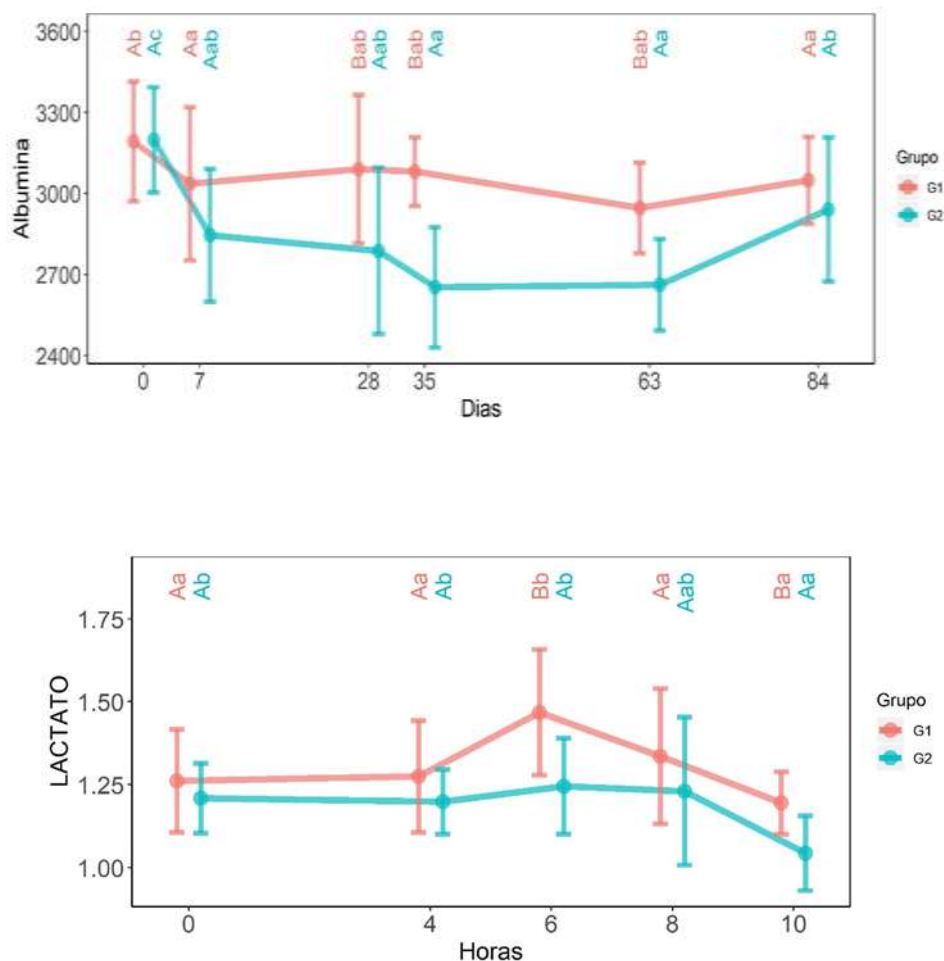 3600
3300
3000
2700
2400
Albumina
Ab Ac Aa Aab Bab Aab Bab Aa Bab Aa Aa Ab
0 7 28 35 63 84
Dias
Grupo
G1
G2
1.75
1.50
1.25
1.00
LACTATO
Aa Ab Aa Ab Bb Ab Aa Aab Ba Aa
0 4 6 8 10
Horas
Grupo
G1
G2